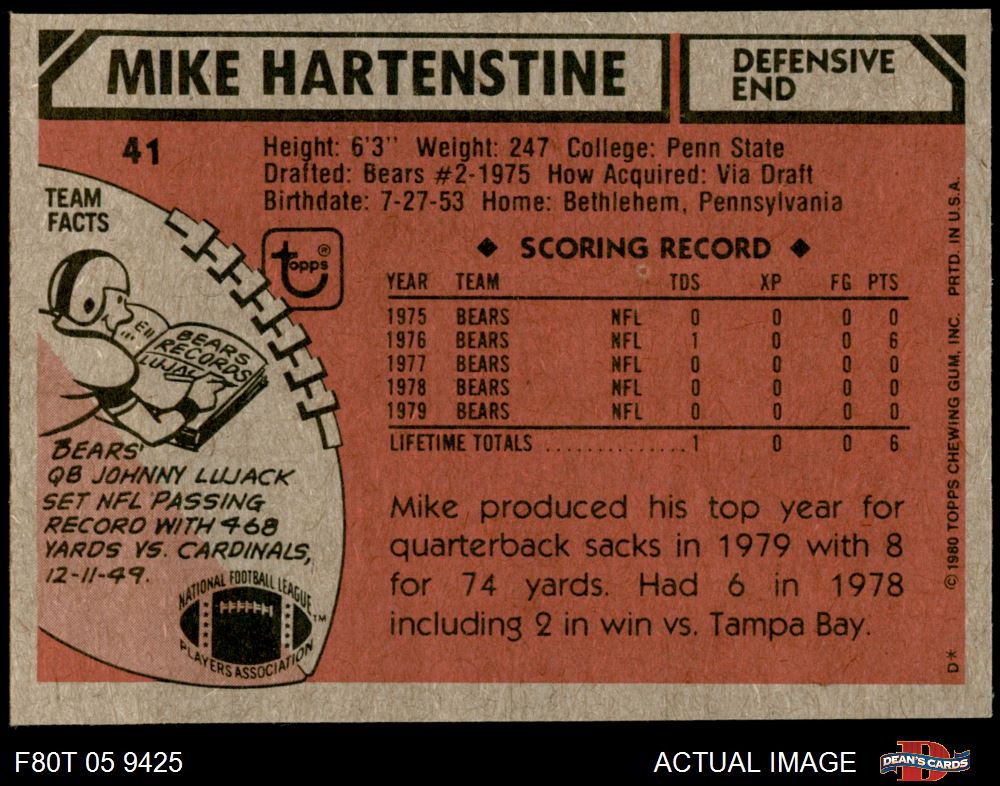 MIKE HARTENSTINE
DEFENSIVE
END
41
Height: 6'3" Weight: 247 College: Penn State
Drafted: Bears #2-1975 How Acquired: Via Draft
Birthdate: 7-27-53 Home: Bethlehem, Pennsylvania
TEAM
FACTS
topps®
BEARS
RECORDS
LUJAC
BEARS'
QB JOHNNY LUJACK
SET NFL PASSING
RECORD WITH 468
YARDS VS. CARDINALS,
12-11-49.
NATIONAL FOOTBALL LEAGUE
PLAYERS ASSOCIATION
TM
◆ SCORING RECORD ◆
YEAR TEAM TDS XP FG PTS
1975 BEARS NFL 0 0 0 0
1976 BEARS NFL 1 0 0 6
1977 BEARS NFL 0 0 0 0
1978 BEARS NFL 0 0 0 0
1979 BEARS NFL 0 0 0 0
LIFETIME TOTALS ............... 1 0 0 6
Mike produced his top year for
quarterback sacks in 1979 with 8
for 74 yards. Had 6 in 1978
including 2 in win vs. Tampa Bay.
D* © 1980 TOPPS CHEWING GUM, INC. PRTD. IN U.S.A.
F80T 05 9425
ACTUAL IMAGE
DEAN'S CARDS